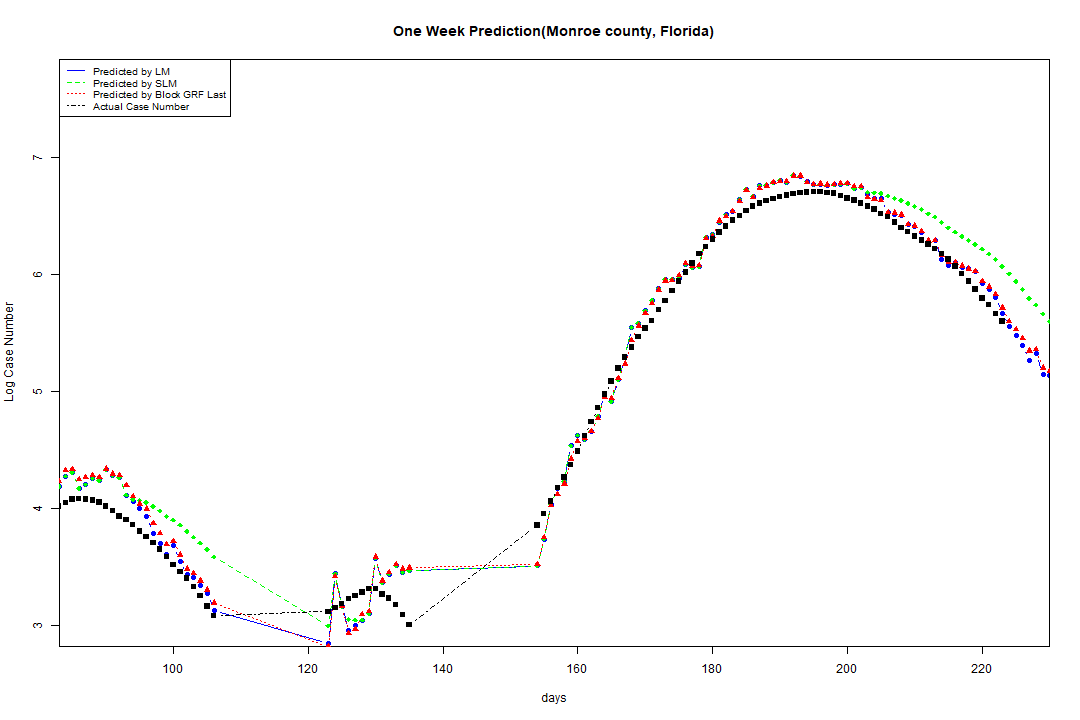 One Week Prediction(Monroe county, Florida)
Predicted by LM
Predicted by SLM
Predicted by Block GRF Last
Actual Case Number
Log Case Number
7
6
5
4
3
100 120 140 160 180 200 220
days